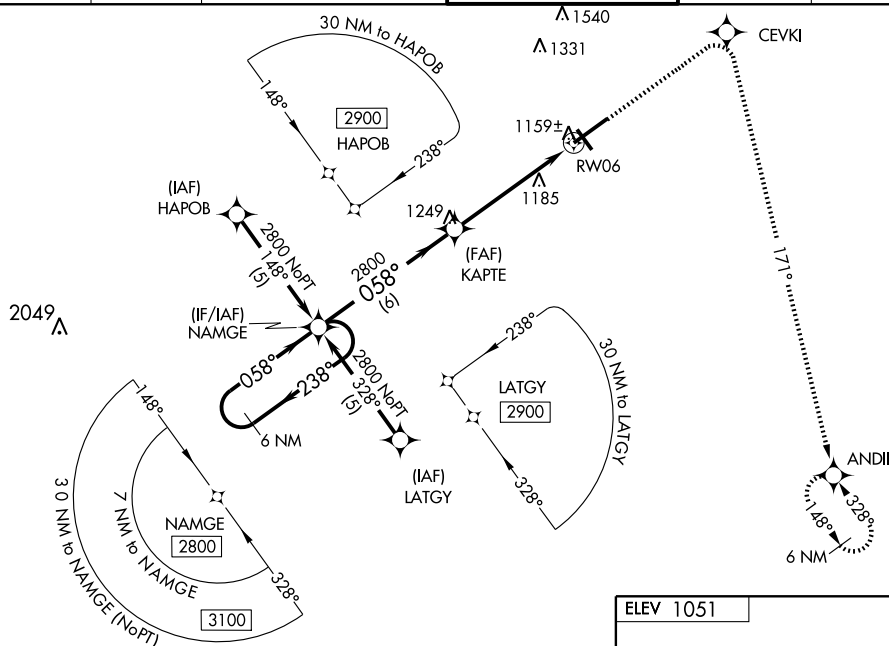 1540
CEVKI
1331
30 NM to HAPOB
148°
2900
HAPOB
238°
1159±
RW06
1185
(IAF)
HAPOB
1249
2800 NoPT
148°
(5)
(FAF)
KAPTE
2800
058°
(6)
171°
2049
(IF/IAF)
NAMGE
238°
30 NM to LATGY
LATGY
2900
328°
058°
238°
2800 NoPT
328°
(5)
6 NM
(IAF)
LATGY
148°
NAMGE
2800
7 NM to NAMGE
30 NM to NAMGE (NoPT)
328°
3100
148°
328°
6 NM
ELEV 1051